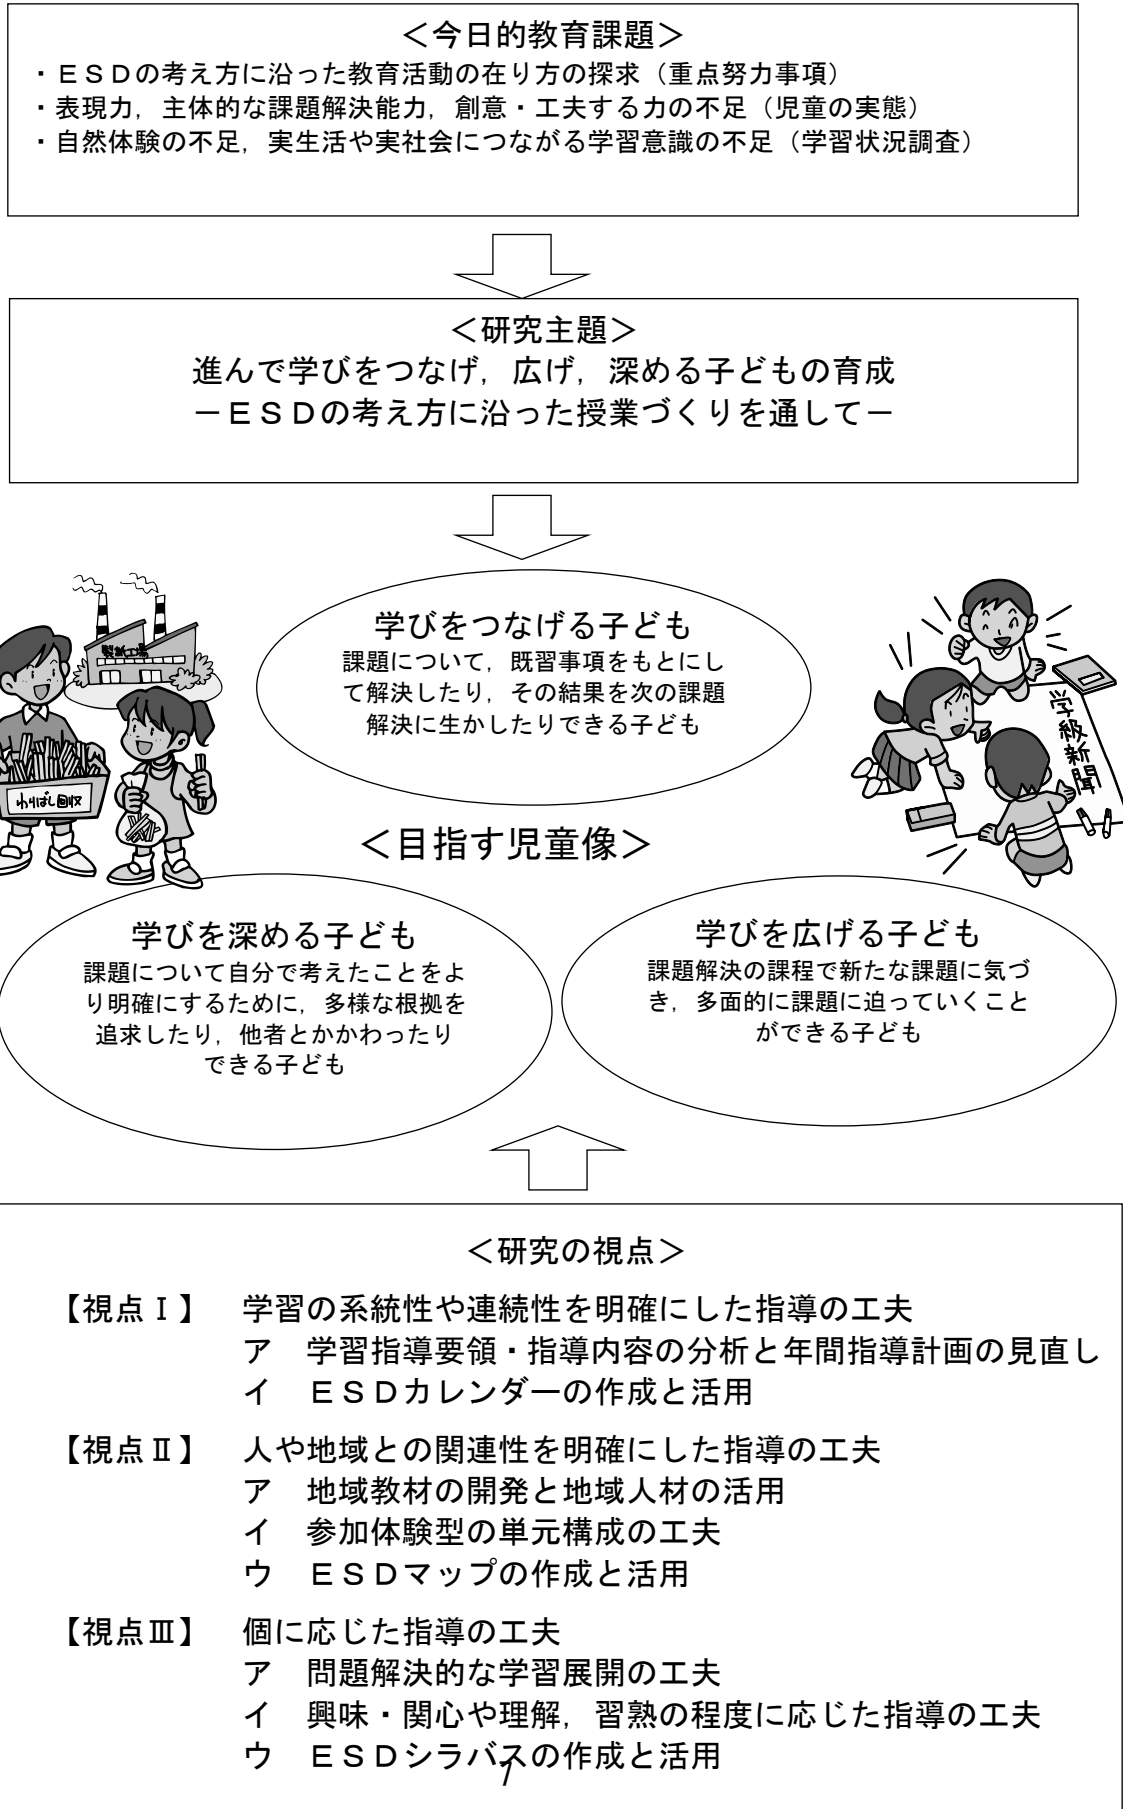 ＜今日的教育課題＞
・ＥＳＤの考え方に沿った教育活動の在り方の探求（重点努力事項）
・表現力，主体的な課題解決能力，創意・工夫する力の不足（児童の実態）
・自然体験の不足，実生活や実社会につながる学習意識の不足（学習状況調査）
＜研究主題＞
進んで学びをつなげ，広げ，深める子どもの育成
－ＥＳＤの考え方に沿った授業づくりを通して－
製紙工場
わりばし回収
学びをつなげる子ども
課題について，既習事項をもとにし
て解決したり，その結果を次の課題
解決に生かしたりできる子ども
学級新聞
＜目指す児童像＞
学びを深める子ども
課題について自分で考えたことをよ
り明確にするために，多様な根拠を
追求したり，他者とかかわったり
できる子ども
学びを広げる子ども
課題解決の課程で新たな課題に気づ
き，多面的に課題に迫っていくこと
ができる子ども
＜研究の視点＞
【視点Ⅰ】　学習の系統性や連続性を明確にした指導の工夫
ア　学習指導要領・指導内容の分析と年間指導計画の見直し
イ　ＥＳＤカレンダーの作成と活用
【視点Ⅱ】　人や地域との関連性を明確にした指導の工夫
ア　地域教材の開発と地域人材の活用
イ　参加体験型の単元構成の工夫
ウ　ＥＳＤマップの作成と活用
【視点Ⅲ】　個に応じた指導の工夫
ア　問題解決的な学習展開の工夫
イ　興味・関心や理解，習熟の程度に応じた指導の工夫
ウ　ＥＳＤシラバスの作成と活用
1